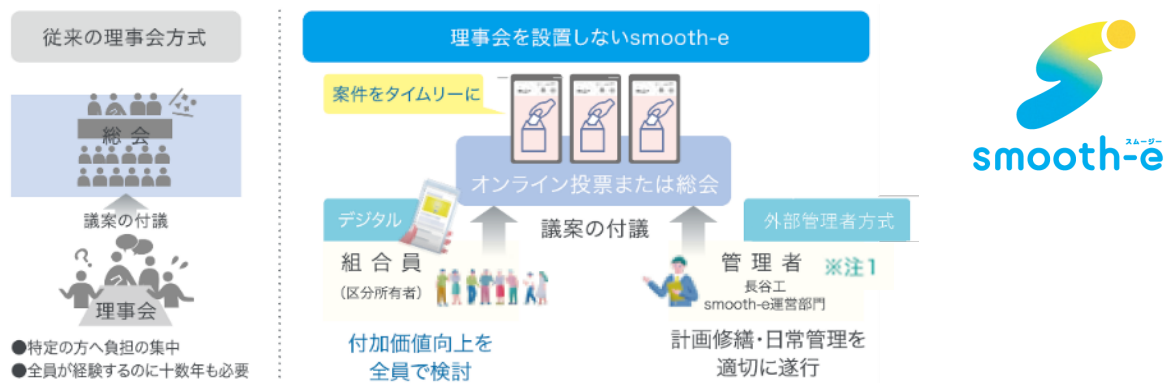 従来の理事会方式
総会
議案の付議
理事会
●特定の方へ負担の集中
●全員が経験するのに十数年も必要
理事会を設置しないsmooth-e
案件をタイムリーに
オンライン投票または総会
デジタル
議案の付議
外部管理者方式
組合員
（区分所有者）
管理者 ※注1
長谷工
smooth-e運営部門
付加価値向上を
全員で検討
計画修繕・日常管理を
適切に遂行
スムージー
smooth-e